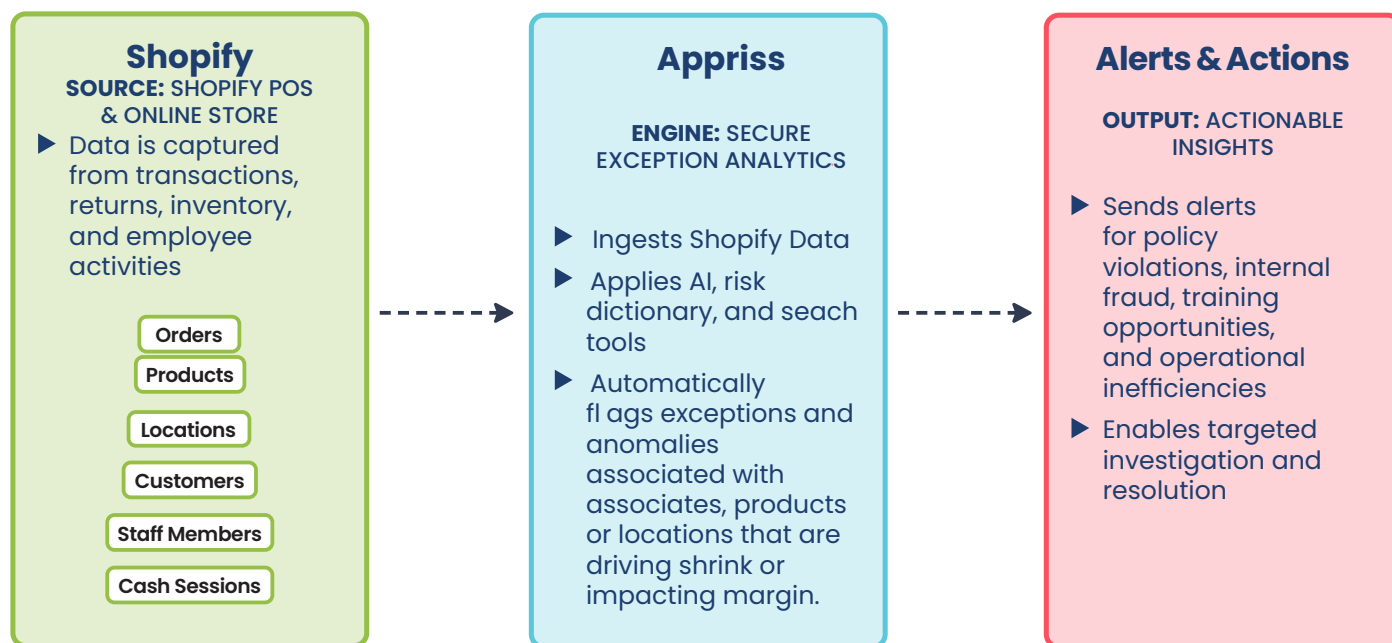 Shopify
SOURCE: SHOPIFY POS
& ONLINE STORE
Data is captured
from transactions,
returns, inventory,
and employee
activities
Orders
Products
Locations
Customers
Staff Members
Cash Sessions
Appriss
ENGINE: SECURE
EXCEPTION ANALYTICS
Ingests Shopify Data
Applies AI, risk
dictionary, and seach
tools
Automatically
fl ags exceptions and
anomalies
associated with
associates, products
or locations that are
driving shrink or
impacting margin.
Alerts & Actions
OUTPUT: ACTIONABLE
INSIGHTS
Sends alerts
for policy
violations, internal
fraud, training
opportunities,
and operational
inefficiencies
Enables targeted
investigation and
resolution